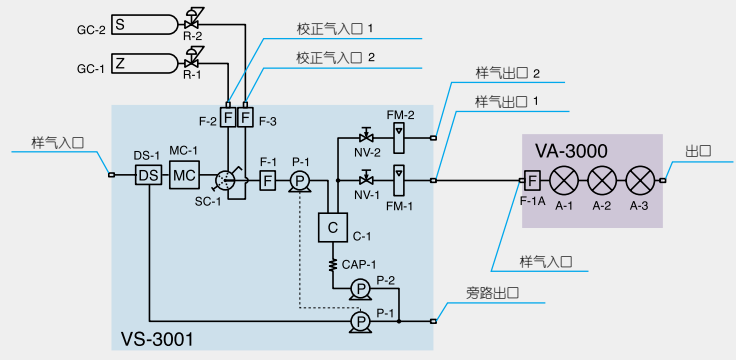 GC-2
S
R-2
校正气入口 1
GC-1
Z
R-1
校正气入口 2
样气出口 2
样气出口 1
F-2
F
F
F-3
FM-2
样气入口
DS-1
MC-1
NV-2
VA-3000
出口
DS
MC
SC-1
F-1
F
P-1
P
NV-1
FM-1
F
F-1A
A-1
A-2
A-3
C
C-1
样气入口
CAP-1
P
P-2
旁路出口
P
P-1
VS-3001